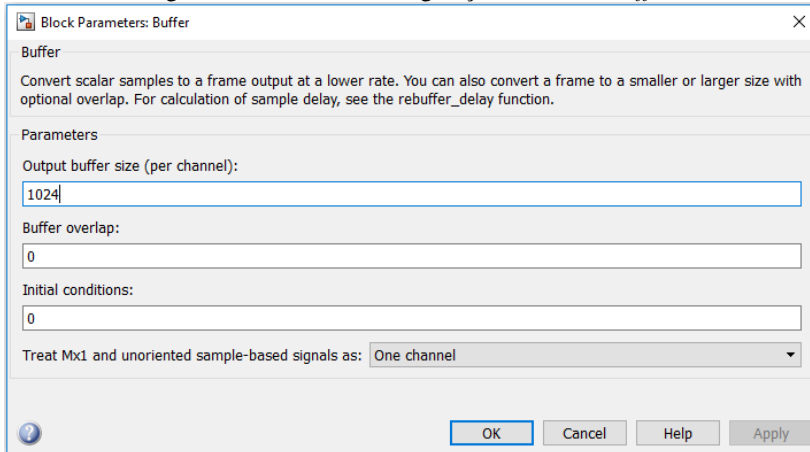 Block Parameters: Buffer
Buffer
Convert scalar samples to a frame output at a lower rate. You can also convert a frame to a smaller or larger size with
optional overlap. For calculation of sample delay, see the rebuffer_delay function.
Parameters
Output buffer size (per channel):
1024
Buffer overlap:
0
Initial conditions:
0
Treat Mx1 and unoriented sample-based signals as: One channel
OK Cancel Help Apply